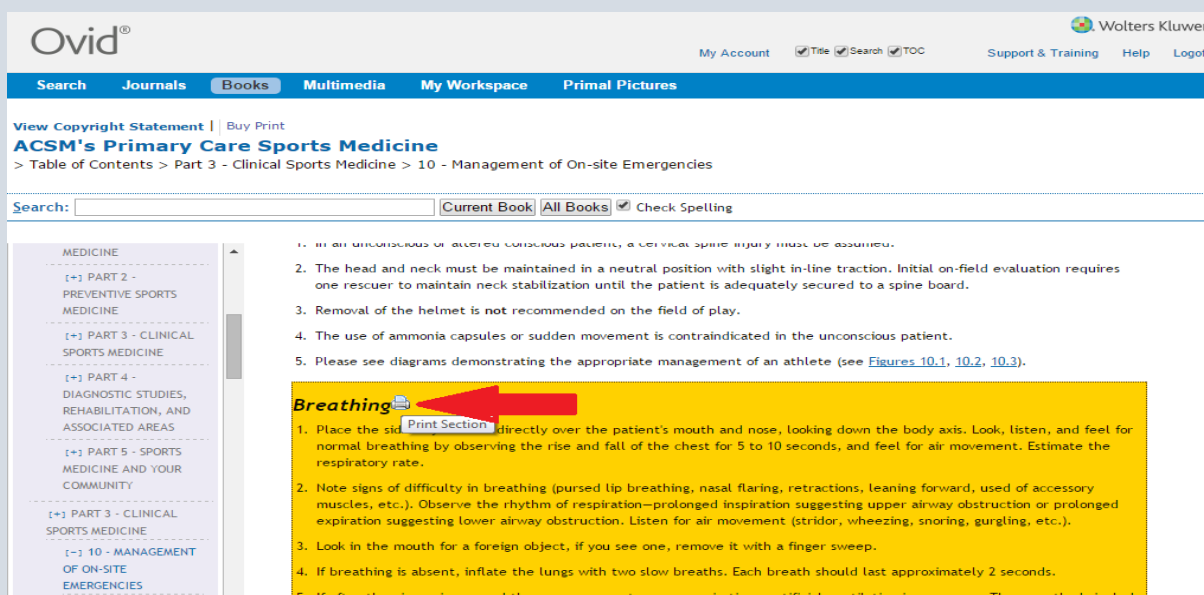 Ovid®
Wolters Kluwer
My Account Title Search TOC Support & Training Help
Search Journals Books Multimedia My Workspace Primal Pictures
View Copyright Statement | Buy Print
ACSM's Primary Care Sports Medicine
> Table of Contents > Part 3 - Clinical Sports Medicine > 10 - Management of On-site Emergencies
Search: Current Book All Books Check Spelling
MEDICINE
[+] PART 2 -
PREVENTIVE SPORTS
MEDICINE
[+] PART 3 - CLINICAL
SPORTS MEDICINE
[+] PART 4 -
DIAGNOSTIC STUDIES,
REHABILITATION, AND
ASSOCIATED AREAS
[+] PART 5 - SPORTS
MEDICINE AND YOUR
COMMUNITY
[+] PART 3 - CLINICAL
SPORTS MEDICINE
[-] 10 - MANAGEMENT
OF ON-SITE
EMERGENCIES
1. In an unconscious or altered conscious patient, a cervical spine injury must be assumed.
2. The head and neck must be maintained in a neutral position with slight in-line traction. Initial on-field evaluation requires
one rescuer to maintain neck stabilization until the patient is adequately secured to a spine board.
3. Removal of the helmet is not recommended on the field of play.
4. The use of ammonia capsules or sudden movement is contraindicated in the unconscious patient.
5. Please see diagrams demonstrating the appropriate management of an athlete (see Figures 10.1, 10.2, 10.3).
Breathing
Print Section
1. Place the directly over the patient's mouth and nose, looking down the body axis. Look, listen, and feel for
normal breathing by observing the rise and fall of the chest for 5 to 10 seconds, and feel for air movement. Estimate the
respiratory rate.
2. Note signs of difficulty in breathing (pursed lip breathing, nasal flaring, retractions, leaning forward, used of accessory
muscles, etc.). Observe the rhythm of respiration—prolonged inspiration suggesting upper airway obstruction or prolonged
expiration suggesting lower airway obstruction. Listen for air movement (stridor, wheezing, snoring, gurgling, etc.).
3. Look in the mouth for a foreign object, if you see one, remove it with a finger sweep.
4. If breathing is absent, inflate the lungs with two slow breaths. Each breath should last approximately 2 seconds.